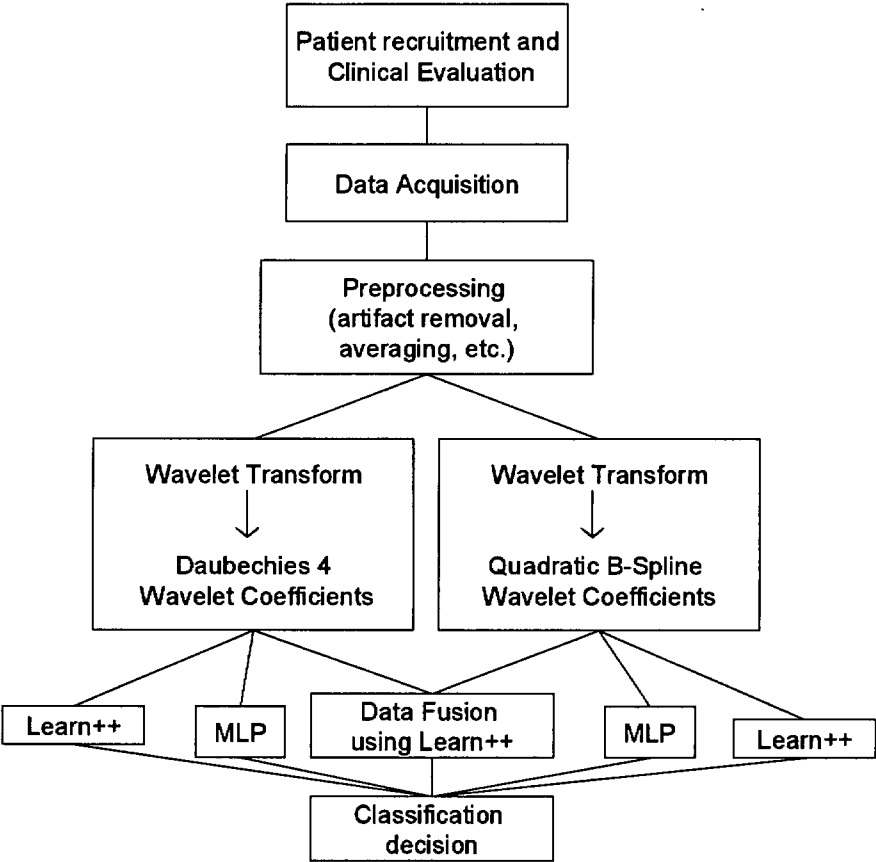 Patient recruitment and
Clinical Evaluation
Data Acquisition
Preprocessing
(artifact removal,
averaging, etc.)
Wavelet Transform
Daubechies 4
Wavelet Coefficients
Wavelet Transform
Quadratic B-Spline
Wavelet Coefficients
Learn++
MLP
Data Fusion
using Learn++
MLP
Learn++
Classification
decision